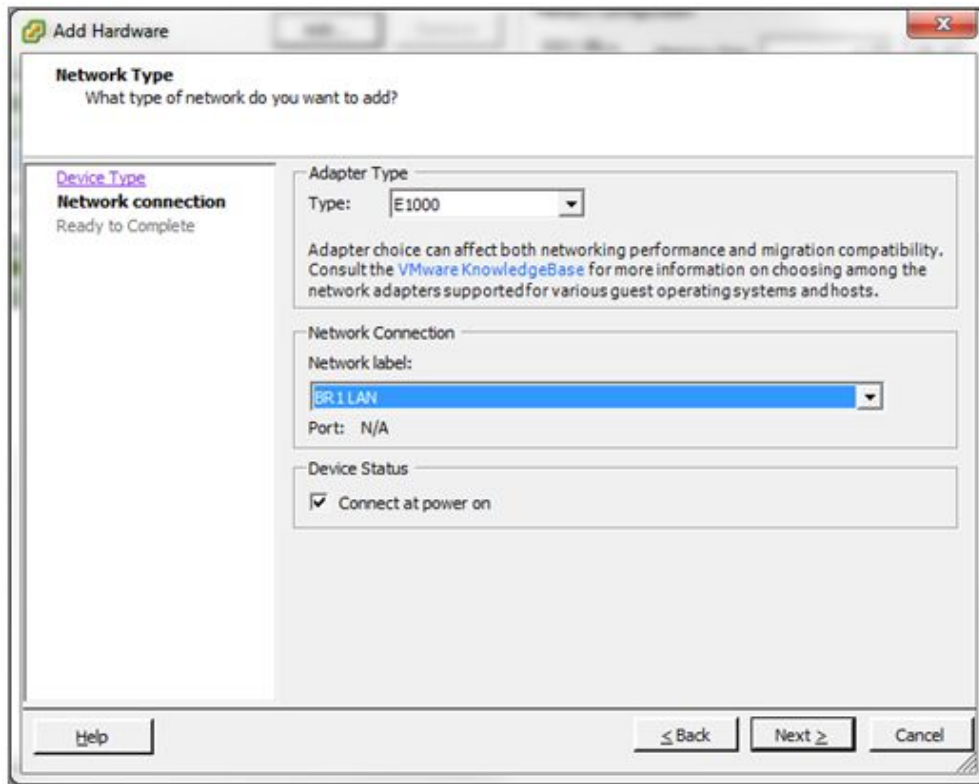 Add Hardware
Network Type
What type of network do you want to add?
Device Type
Network connection
Ready to Complete
Adapter Type
Type: E1000
Adapter choice can affect both networking performance and migration compatibility.
Consult the VMware KnowledgeBase for more information on choosing among the
network adapters supported for various guest operating systems and hosts.
Network Connection
Network label:
BR1 LAN
Port: N/A
Device Status
Connect at power on
Help
< Back
Next >
Cancel